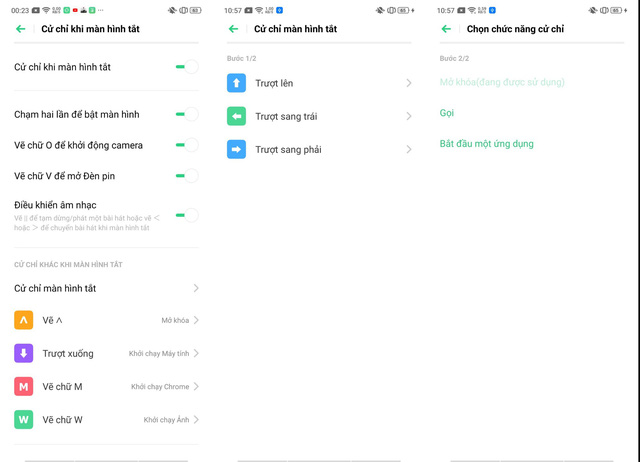 00:23
Cử chỉ khi màn hình tắt
Cử chỉ khi màn hình tắt
Chạm hai lần để bật màn hình
Vẽ chữ O để khởi động camera
Vẽ chữ V để mở Đèn pin
Điều khiển âm nhạc
Vẽ || để tạm dừng/phát một bài hát hoặc vẽ <
hoặc > để chuyển bài hát khi màn hình tắt
CỬ CHỈ KHÁC KHI MÀN HÌNH TẮT
Cử chỉ màn hình tắt
Vẽ ˄ Mở khóa
Trượt xuống Khởi chạy Máy tính
M Vẽ chữ M Khởi chạy Chrome
W Vẽ chữ W Khởi chạy Ảnh
10:57
Cử chỉ màn hình tắt
Bước 1/2
Trượt lên
Trượt sang trái
Trượt sang phải
10:57
Chọn chức năng cử chỉ
Bước 2/2
Mở khóa(đang được sử dụng)
Gọi
Bắt đầu một ứng dụng